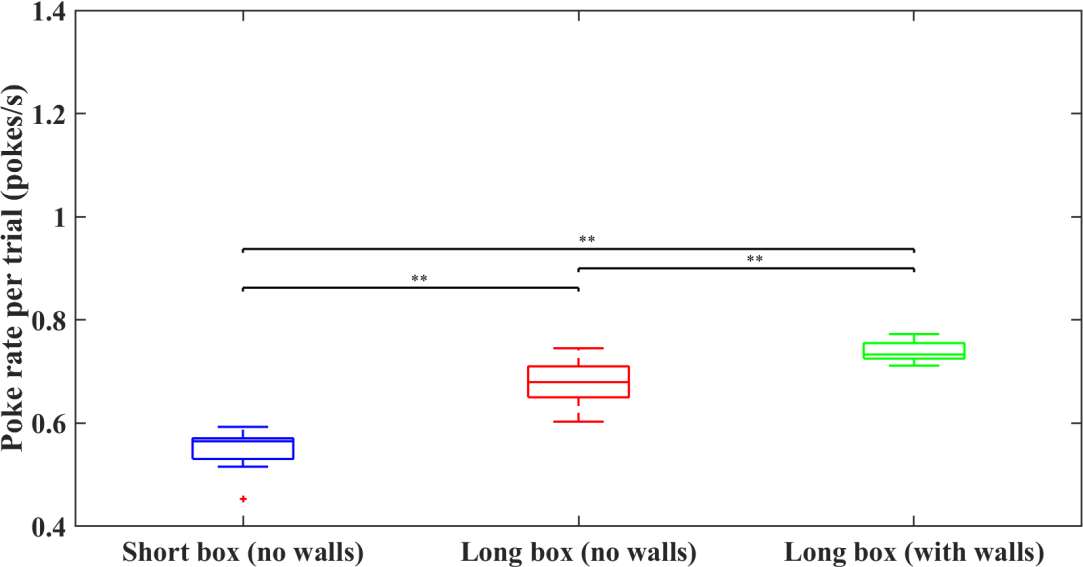 Poke rate per trial (pokes/s)
1.4
1.2
1
0.8
0.6
0.4
**
**
**
Short box (no walls)
Long box (no walls)
Long box (with walls)